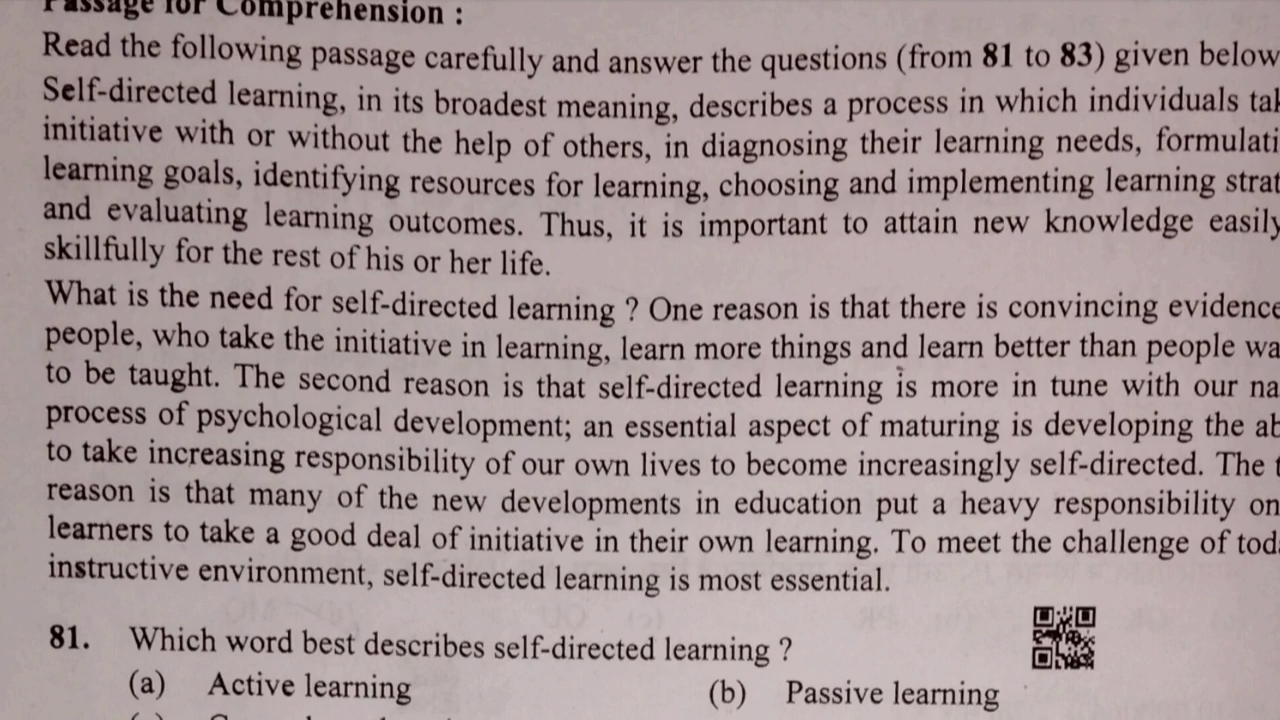 Passage for Comprehension :
Read the following passage carefully and answer the questions (from 81 to 83) given below
Self-directed learning, in its broadest meaning, describes a process in which individuals
initiative with or without the help of others, in diagnosing their learning needs,
learning goals, identifying resources for learning, choosing and implementing learning
and evaluating learning outcomes. Thus, it is important to attain new knowledge easily
skillfully for the rest of his or her life.
What is the need for self-directed learning ? One reason is that there is convincing evidence
people, who take the initiative in learning, learn more things and learn better than people
to be taught. The second reason is that self-directed learning is more in tune with our
process of psychological development; an essential aspect of maturing is developing the
to take increasing responsibility of our own lives to become increasingly self-directed. The
reason is that many of the new developments in education put a heavy responsibility on
learners to take a good deal of initiative in their own learning. To meet the challenge of
instructive environment, self-directed learning is most essential.
81. Which word best describes self-directed learning ?
(a) Active learning (b) Passive learning